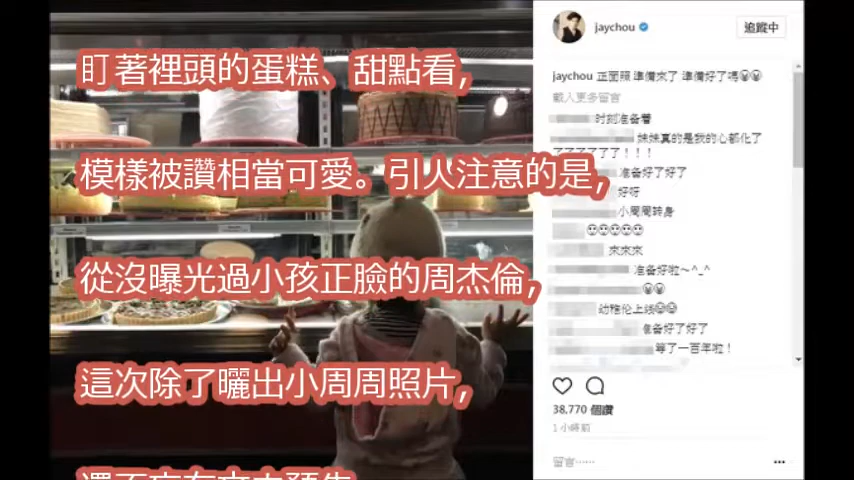 盯著裡頭的蛋糕、甜點看,
模樣被讚相當可愛。引人注意的是,
從沒曝光過小孩正臉的周杰倫,
這次除了曬出小周周照片,
jaychou
追蹤中
jaychou 正面照 準備來了 準備好了嗎
載入更多留言
时刻准备着
妹妹真的是我的心都化了
了了了了了了！！！
准备好了好了
好呀
小周周转身
來來來
准备好啦～^_^
幼稚伦上线
jaychou 准备好了好了
等了一百年啦！
38,770 個讚
1 小時前
留言······